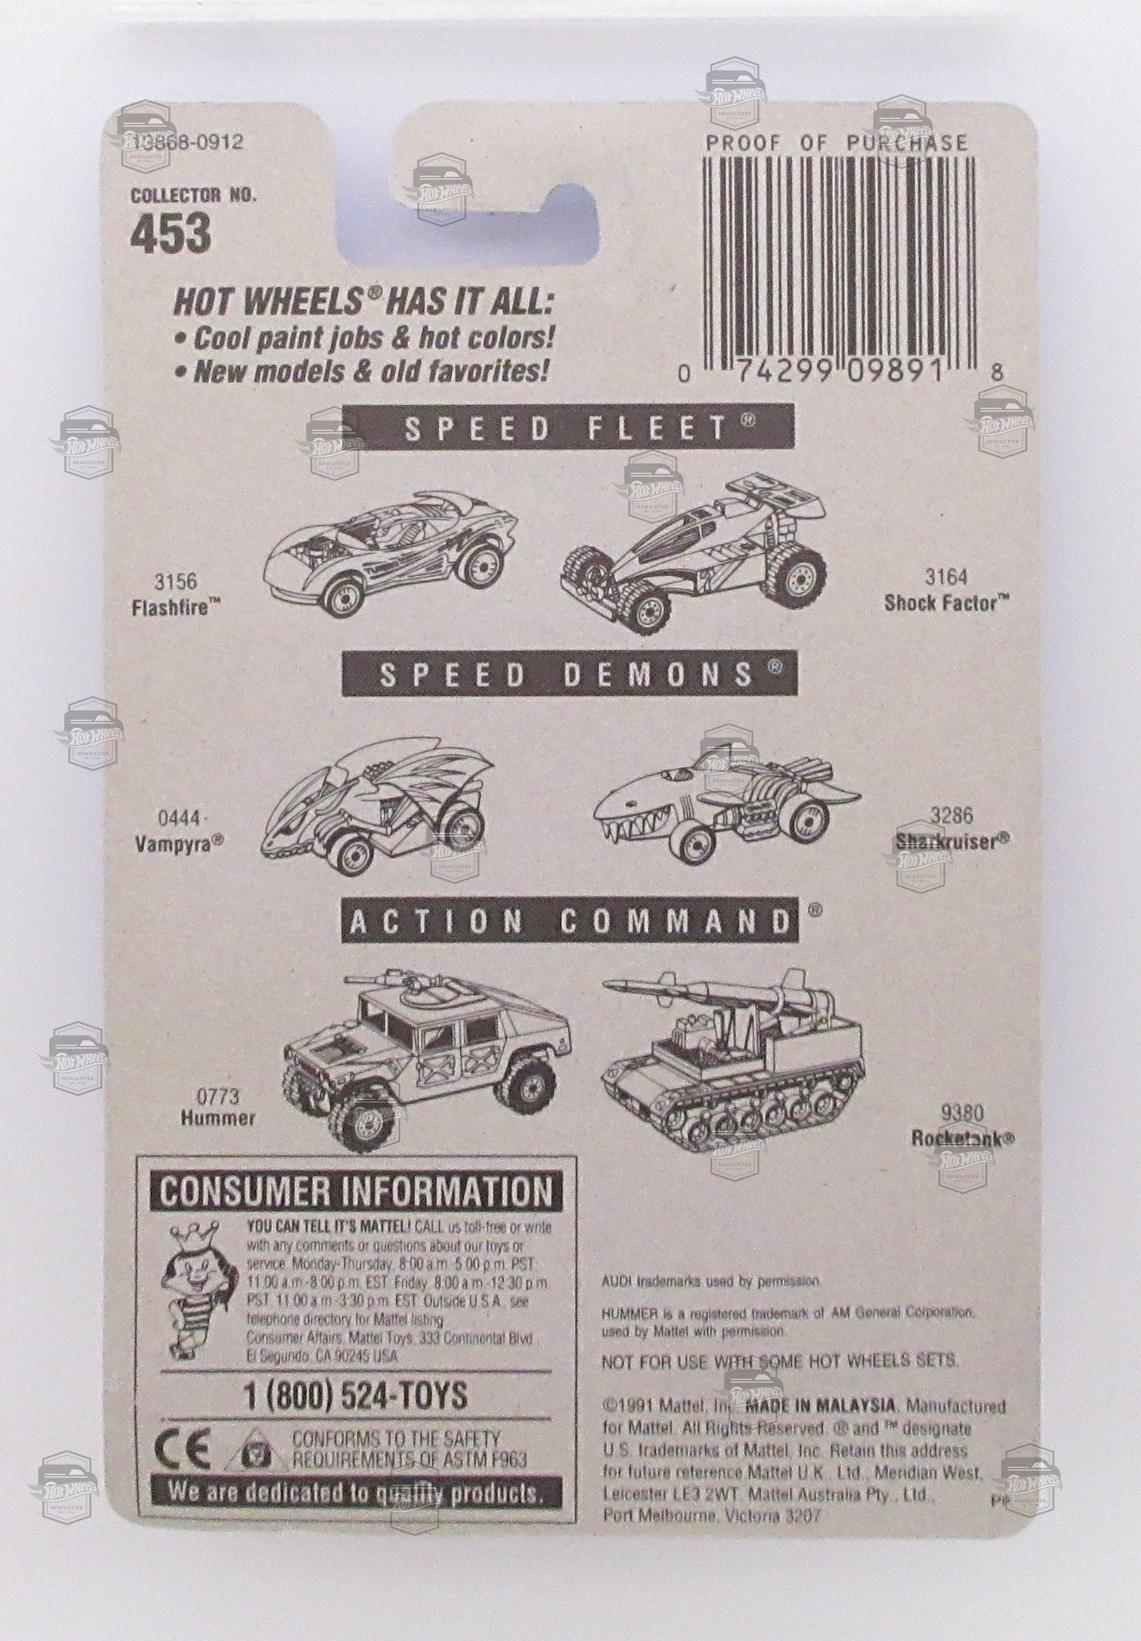 -0912
COLLECTOR NO.
453
PROOF OF PURCHASE
0 74299 09891 8
HOT WHEELS® HAS IT ALL:
• Cool paint jobs & hot colors!
• New models & old favorites!
SPEED FLEET®
3156
Flashfire™
TURBO
3164
Shock Factor™
SPEED DEMONS®
0444
Vampyra®
3286
Sharkruiser®
ACTION COMMAND®
0773
Hummer
9380
Rocketank®
CONSUMER INFORMATION
YOU CAN TELL IT'S MATTEL! CALL us toll-free or write
with any comments or questions about our toys or
service. Monday-Thursday, 8:00 a.m.-5:00 p.m. PST
11:00 a.m-8:00 p.m. EST. Friday, 8:00 a.m.-12:30 p.m.
PST, 11:00 a.m.-3:30 p.m. EST. Outside U.S.A., see
telephone directory for Mattel listing.
Consumer Affairs, Mattel Toys, 333 Continental Blvd.,
El Segundo, CA 90245 USA
1 (800) 524-TOYS
CE
CONFORMS TO THE SAFETY
REQUIREMENTS OF ASTM F963
We are dedicated to quality products.
AUDI trademarks used by permission.
HUMMER is a registered trademark of AM General Corporation,
used by Mattel with permission.
NOT FOR USE WITH SOME HOT WHEELS SETS.
©1991 Mattel, Inc. MADE IN MALAYSIA. Manufactured
for Mattel. All Rights Reserved. ® and ™ designate
U.S. trademarks of Mattel, Inc. Retain this address
for future reference Mattel U.K., Ltd., Meridian West,
Leicester LE3 2WT. Mattel Australia Pty., Ltd.,
Port Melbourne, Victoria 3207
Hot Wheels
NEWSLETTER